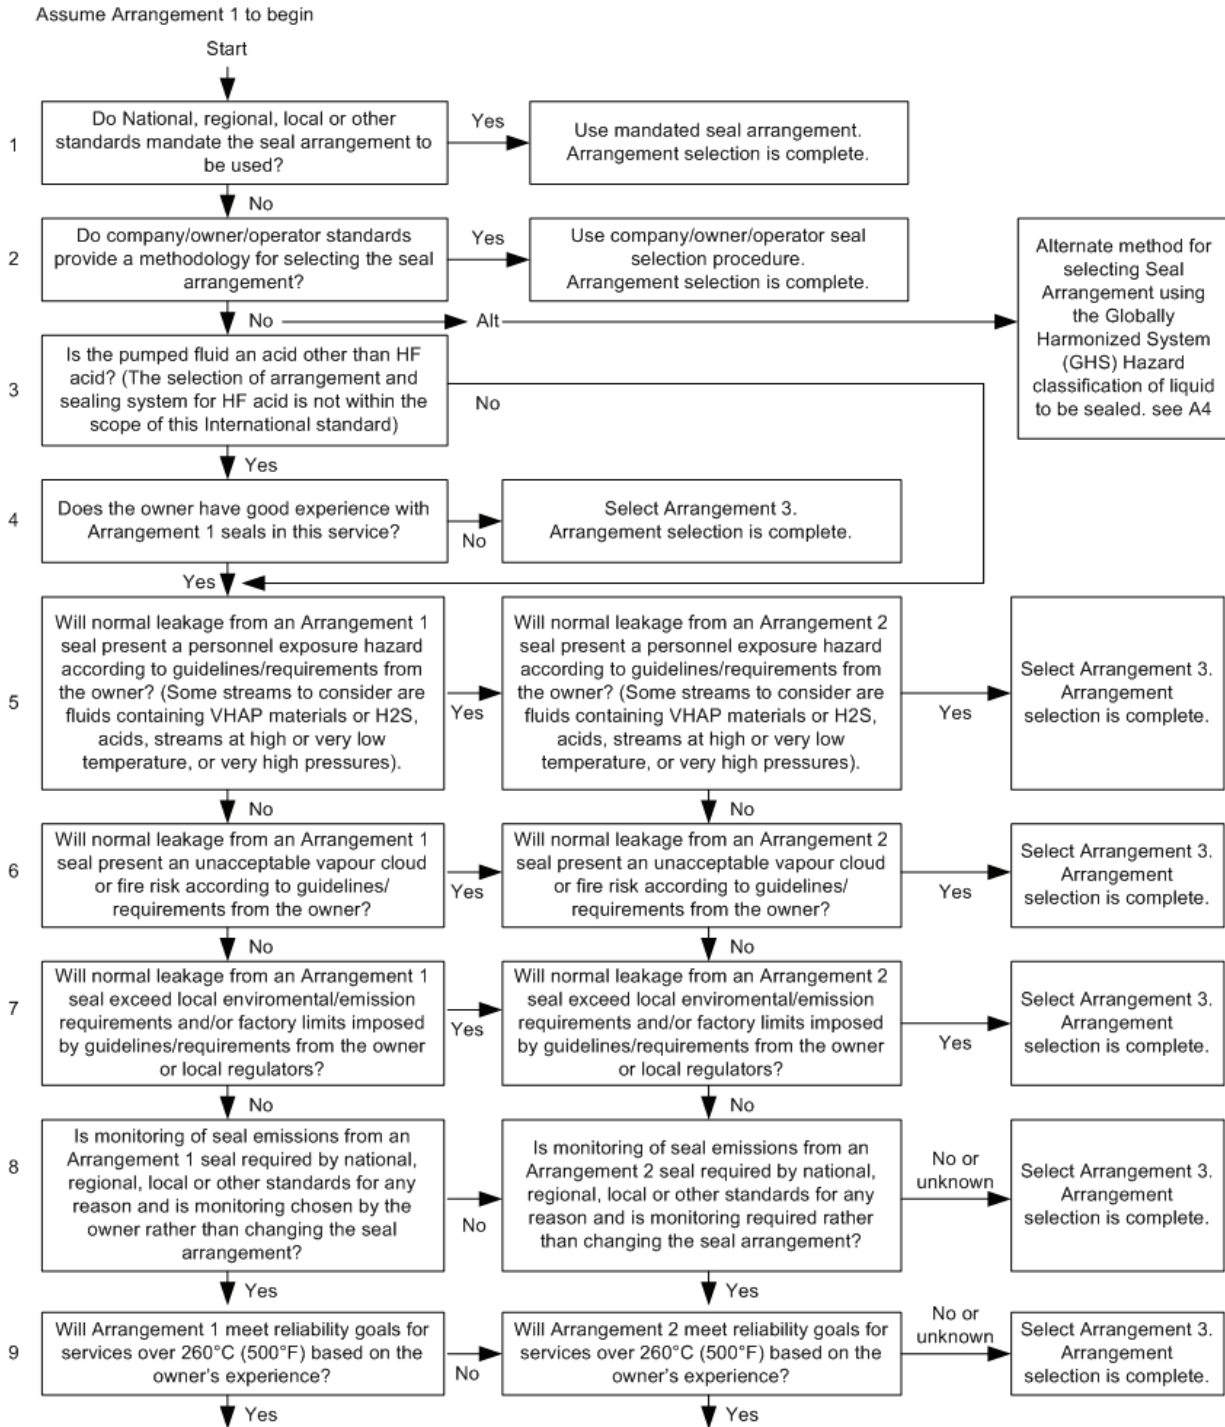 Assume Arrangement 1 to begin
Start
1
Do National, regional, local or other
standards mandate the seal arrangement to
be used?
Yes
Use mandated seal arrangement.
Arrangement selection is complete.
No
2
Do company/owner/operator standards
provide a methodology for selecting the seal
arrangement?
Yes
Use company/owner/operator seal
selection procedure.
Arrangement selection is complete.
Alternate method for
selecting Seal
Arrangement using
the Globally
Harmonized System
(GHS) Hazard
classification of liquid
to be sealed. see A4
No
Alt
3
Is the pumped fluid an acid other than HF
acid? (The selection of arrangement and
sealing system for HF acid is not within the
scope of this International standard)
No
Yes
4
Does the owner have good experience with
Arrangement 1 seals in this service?
No
Select Arrangement 3.
Arrangement selection is complete.
Yes
5
Will normal leakage from an Arrangement 1
seal present a personnel exposure hazard
according to guidelines/requirements from
the owner? (Some streams to consider are
fluids containing VHAP materials or H2S,
acids, streams at high or very low
temperature, or very high pressures).
Yes
Will normal leakage from an Arrangement 2
seal present a personnel exposure hazard
according to guidelines/requirements from
the owner? (Some streams to consider are
fluids containing VHAP materials or H2S,
acids, streams at high or very low
temperature, or very high pressures).
Yes
Select Arrangement 3.
Arrangement
selection is complete.
No
No
6
Will normal leakage from an Arrangement 1
seal present an unacceptable vapour cloud
or fire risk according to guidelines/
requirements from the owner?
Yes
Will normal leakage from an Arrangement 2
seal present an unacceptable vapour cloud
or fire risk according to guidelines/
requirements from the owner?
Yes
Select Arrangement 3.
Arrangement
selection is complete.
No
No
7
Will normal leakage from an Arrangement 1
seal exceed local enviromental/emission
requirements and/or factory limits imposed
by guidelines/requirements from the owner
or local regulators?
Yes
Will normal leakage from an Arrangement 2
seal exceed local enviromental/emission
requirements and/or factory limits imposed
by guidelines/requirements from the owner
or local regulators?
Yes
Select Arrangement 3.
Arrangement
selection is complete.
No
No
8
Is monitoring of seal emissions from an
Arrangement 1 seal required by national,
regional, local or other standards for any
reason and is monitoring chosen by the
owner rather than changing the seal
arrangement?
No
Is monitoring of seal emissions from an
Arrangement 2 seal required by national,
regional, local or other standards for any
reason and is monitoring required rather
than changing the seal arrangement?
No or
unknown
Select Arrangement 3.
Arrangement
selection is complete.
Yes
Yes
9
Will Arrangement 1 meet reliability goals for
services over 260°C (500°F) based on the
owner's experience?
No
Will Arrangement 2 meet reliability goals for
services over 260°C (500°F) based on the
owner's experience?
No or
unknown
Select Arrangement 3.
Arrangement
selection is complete.
Yes
Yes